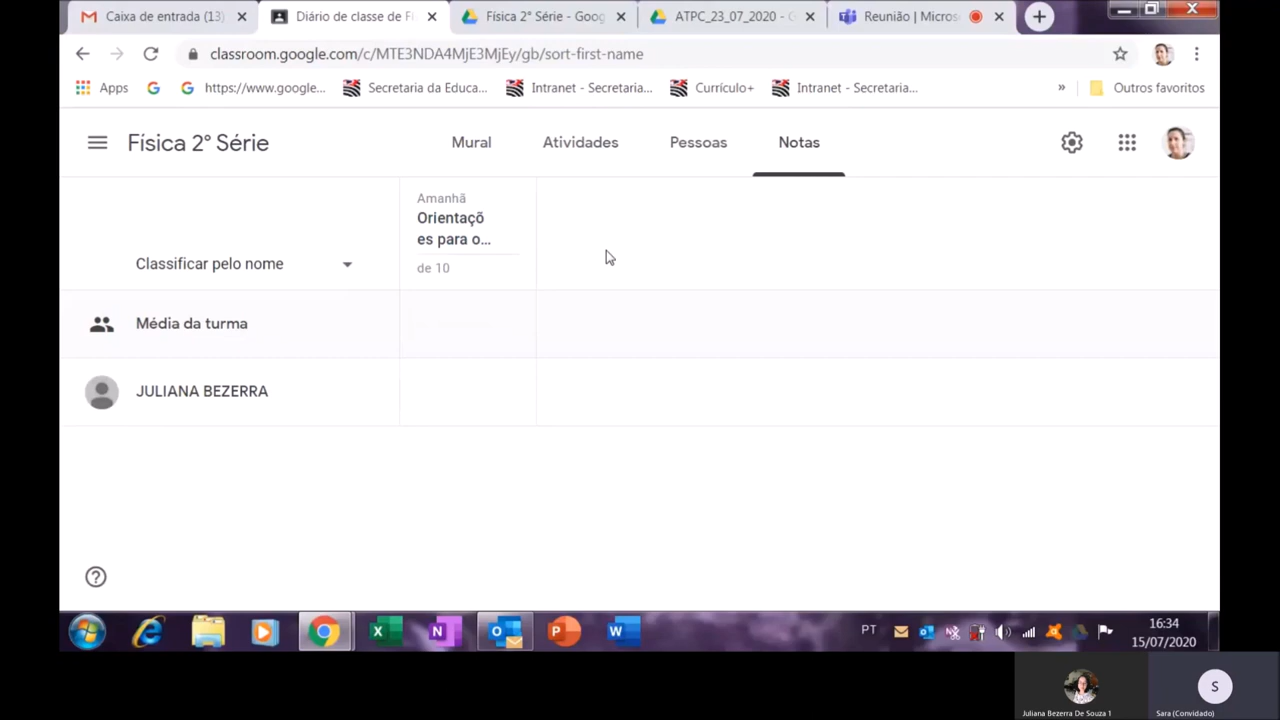 Caixa de entrada (13)
Diário de classe de Fí
Física 2° Série - Goog
ATPC_23_07_2020 - G
Reunião | Micros
classroom.google.com/c/MTE3NDA4MjE3MjEy/gb/sort-first-name
Apps
https://www.google...
Secretaria da Educa...
Intranet - Secretaria...
Currículo+
Intranet - Secretaria...
»
Outros favoritos
Física 2° Série
Mural
Atividades
Pessoas
Notas
Amanhã
Orientaçõ
es para o...
de 10
Classificar pelo nome
Média da turma
JULIANA BEZERRA
PT
16:34
15/07/2020
S
Juliana Bezerra De Souza 1
Sara (Convidado)